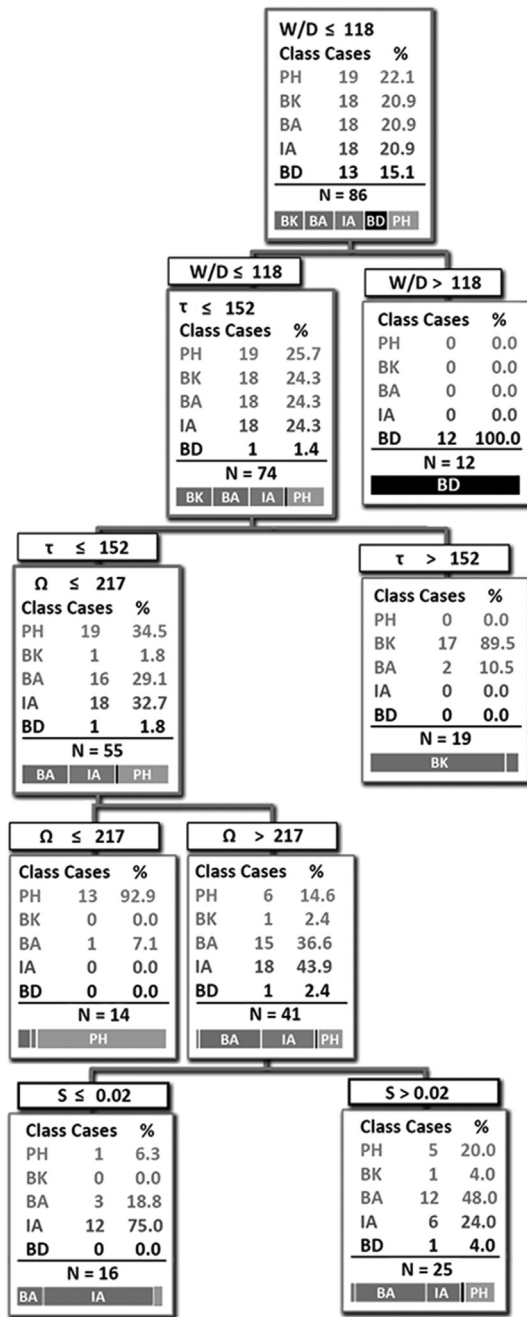 W/D ≤ 118
Class Cases %
PH 19 22.1
BK 18 20.9
BA 18 20.9
IA 18 20.9
BD 13 15.1
N = 86
BK BA IA BD PH
W/D ≤ 118
τ ≤ 152
Class Cases %
PH 19 25.7
BK 18 24.3
BA 18 24.3
IA 18 24.3
BD 1 1.4
N = 74
BK BA IA PH
W/D > 118
Class Cases %
PH 0 0.0
BK 0 0.0
BA 0 0.0
IA 0 0.0
BD 12 100.0
N = 12
BD
τ ≤ 152
Ω ≤ 217
Class Cases %
PH 19 34.5
BK 1 1.8
BA 16 29.1
IA 18 32.7
BD 1 1.8
N = 55
BA IA PH
τ > 152
Class Cases %
PH 0 0.0
BK 17 89.5
BA 2 10.5
IA 0 0.0
BD 0 0.0
N = 19
BK
Ω ≤ 217
Class Cases %
PH 13 92.9
BK 0 0.0
BA 1 7.1
IA 0 0.0
BD 0 0.0
N = 14
PH
Ω > 217
Class Cases %
PH 6 14.6
BK 1 2.4
BA 15 36.6
IA 18 43.9
BD 1 2.4
N = 41
BA IA PH
S ≤ 0.02
Class Cases %
PH 1 6.3
BK 0 0.0
BA 3 18.8
IA 12 75.0
BD 0 0.0
N = 16
BA IA
S > 0.02
Class Cases %
PH 5 20.0
BK 1 4.0
BA 12 48.0
IA 6 24.0
BD 1 4.0
N = 25
BA IA PH